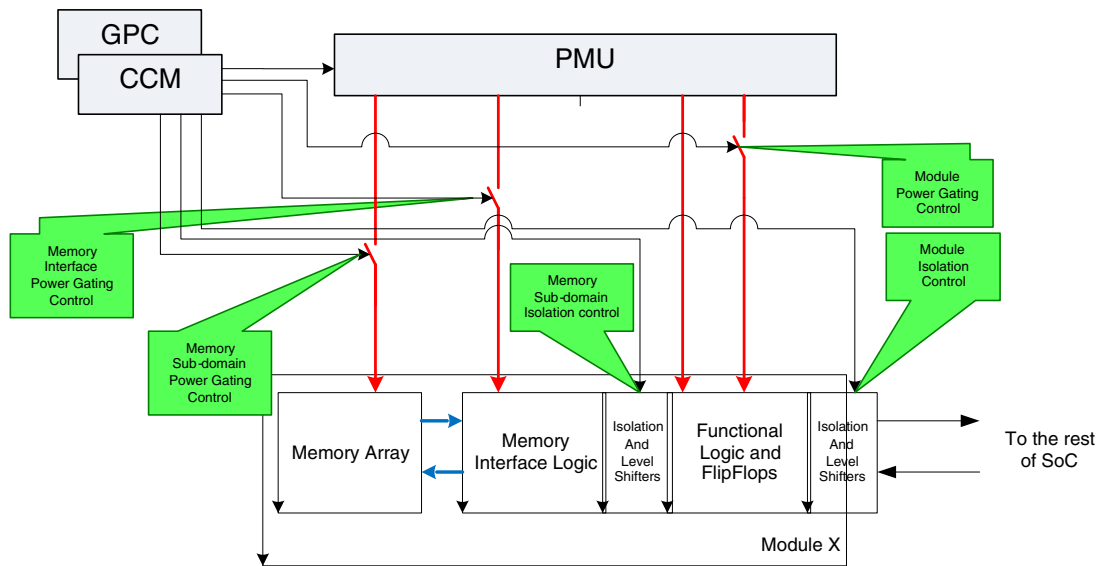 GPC
CCM
PMU
Module
Power Gating
Control
Memory
Interface
Power Gating
Control
Module
Isolation
Control
Memory
Sub-domain
Isolation control
Memory
Sub-domain
Power Gating
Control
Memory Array
Memory
Interface Logic
Isolation
And
Level
Shifters
Functional
Logic and
FlipFlops
Isolation
And
Level
Shifters
To the rest
of SoC
Module X